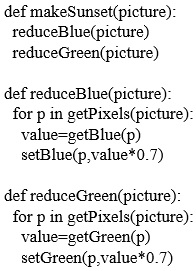 def makeSunset(picture):
  reduceBlue(picture)
  reduceGreen(picture)

def reduceBlue(picture):
  for p in getPixels(picture):
    value=getBlue(p)
    setBlue(p,value*0.7)

def reduceGreen(picture):
  for p in getPixels(picture):
    value=getGreen(p)
    setGreen(p,value*0.7)